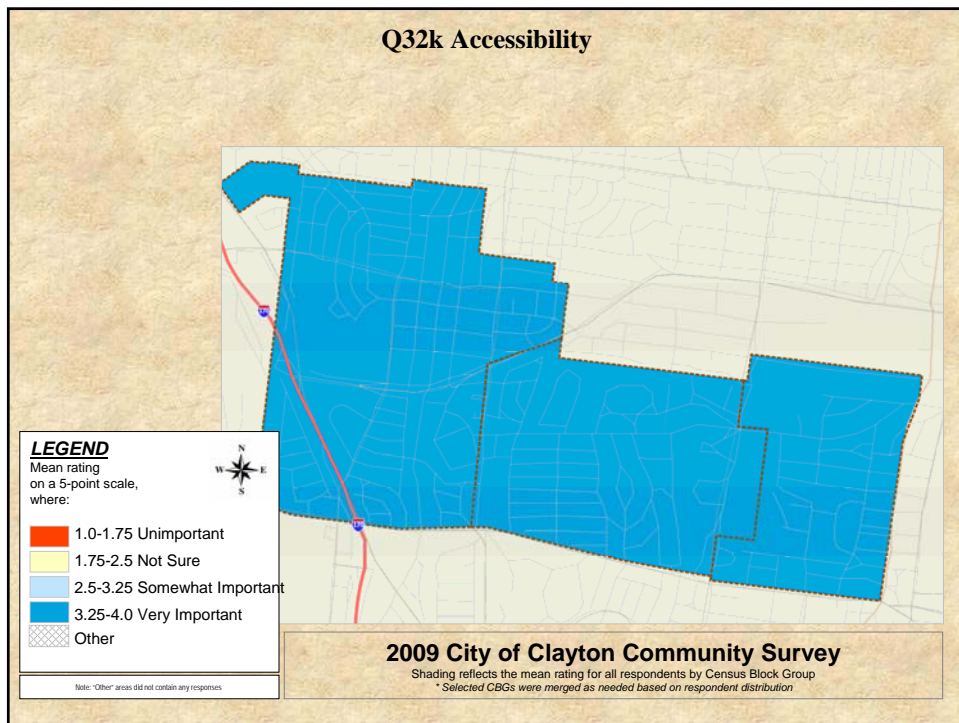 Q32k Accessibility
LEGEND
Mean rating
on a 5-point scale,
where:
N
W E
S
1.0-1.75 Unimportant
1.75-2.5 Not Sure
2.5-3.25 Somewhat Important
3.25-4.0 Very Important
Other
Note: "Other" areas did not contain any responses
2009 City of Clayton Community Survey
Shading reflects the mean rating for all respondents by Census Block Group
* Selected CBGs were merged as needed based on respondent distribution